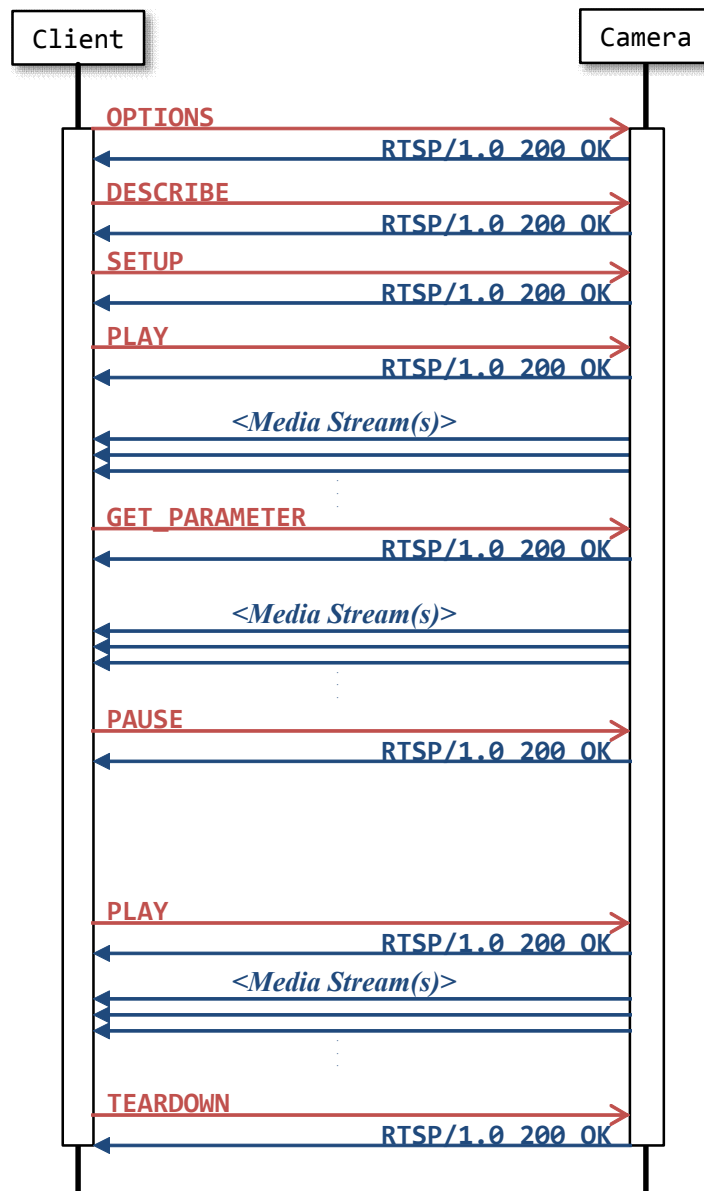 Client
Camera
OPTIONS
RTSP/1.0 200 OK
DESCRIBE
RTSP/1.0 200 OK
SETUP
RTSP/1.0 200 OK
PLAY
RTSP/1.0 200 OK
<Media Stream(s)>
GET_PARAMETER
RTSP/1.0 200 OK
<Media Stream(s)>
PAUSE
RTSP/1.0 200 OK
PLAY
RTSP/1.0 200 OK
<Media Stream(s)>
TEARDOWN
RTSP/1.0 200 OK